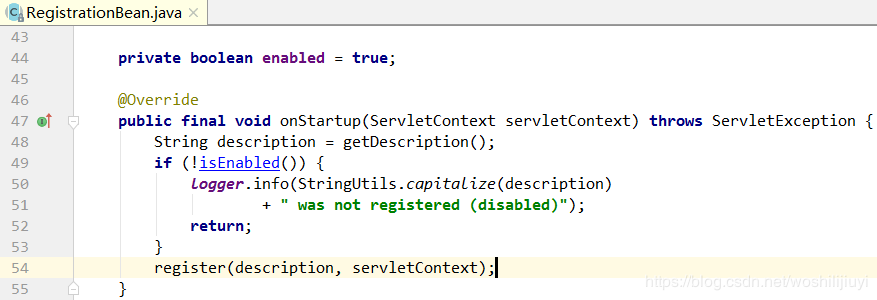 RegistrationBean.java
43
44 private boolean enabled = true;
45
46 @Override
47 public final void onStartup(ServletContext servletContext) throws ServletException {
48 String description = getDescription();
49 if (!isEnabled()) {
50 logger.info(StringUtils.capitalize(description)
51 + " was not registered (disabled)");
52 return;
53 }
54 register(description, servletContext);
55 }
https://blog.csdn.net/woshilijiuyi